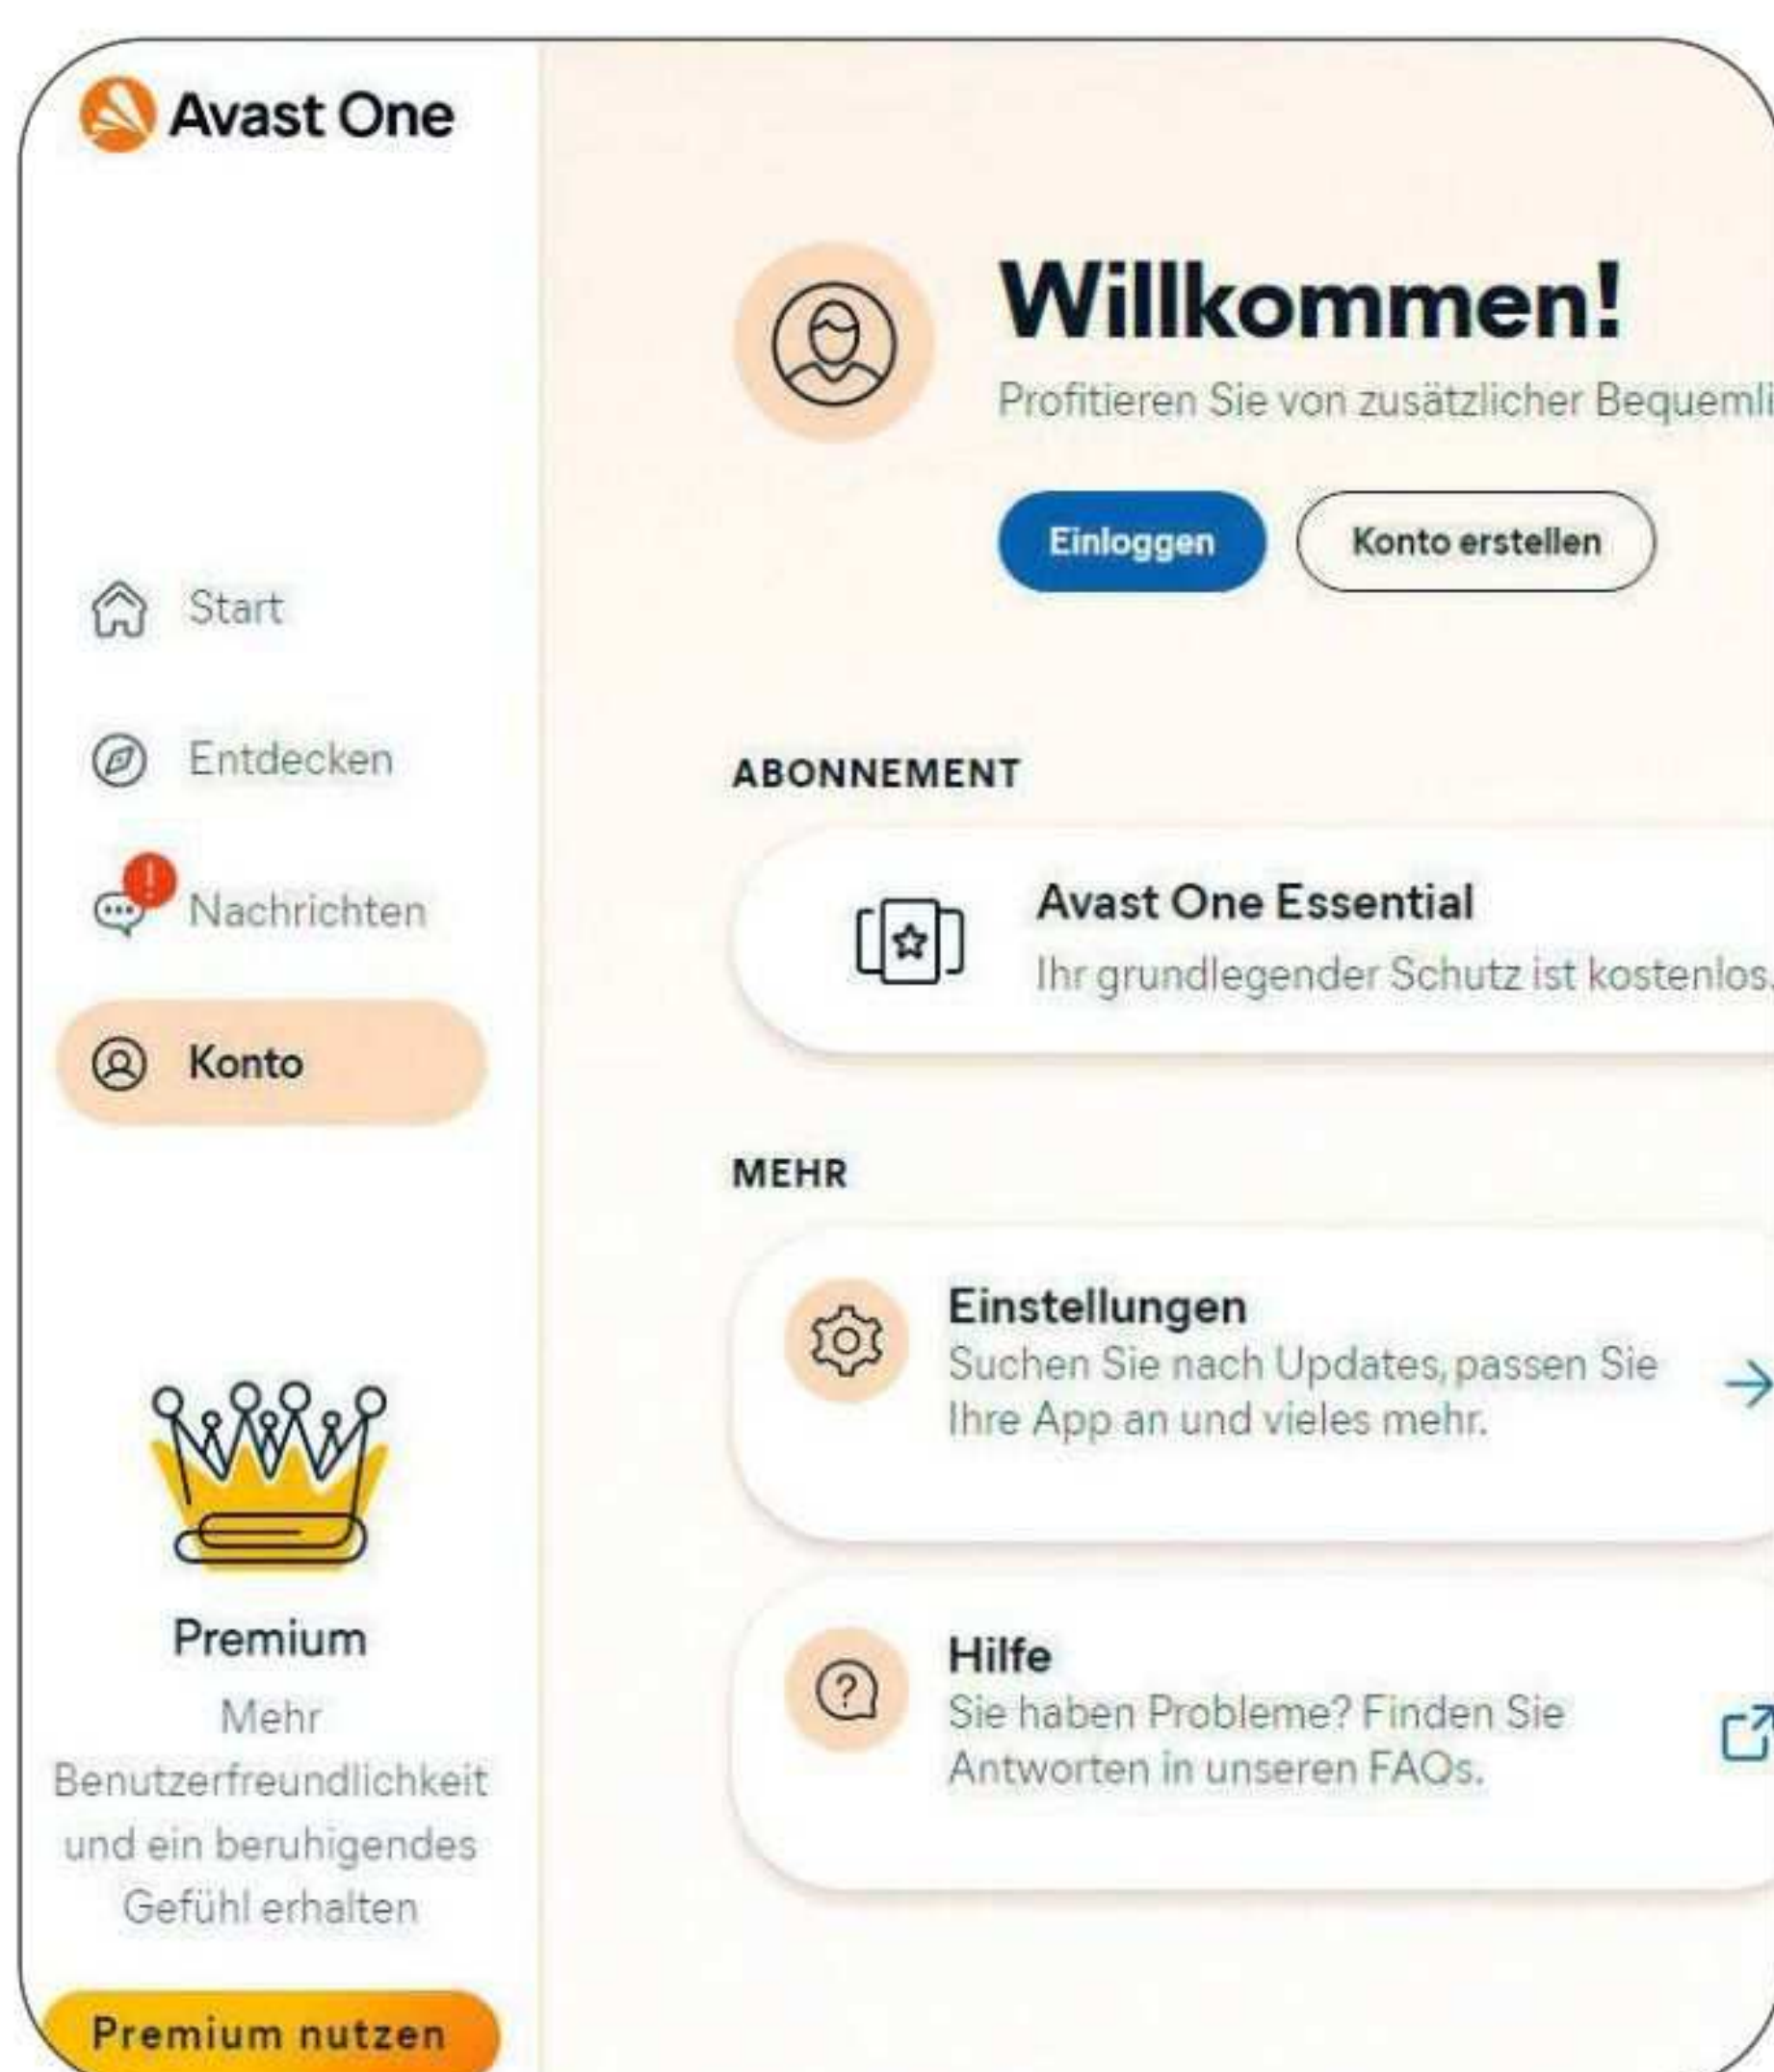 Avast One
Start
Entdecken
Nachrichten
Konto
Premium
Mehr
Benutzerfreundlichkeit
und ein beruhigendes
Gefühl erhalten
Premium nutzen
Willkommen!
Profitieren Sie von zusätzlicher
Einloggen
Konto erstellen
ABONNEMENT
Avast One Essential
Ihr grundlegender Schutz ist kostenlos.
MEHR
Einstellungen
Suchen Sie nach Updates, passen Sie
Ihre App an und vieles mehr.
Hilfe
Sie haben Probleme? Finden Sie
Antworten in unseren FAQs.